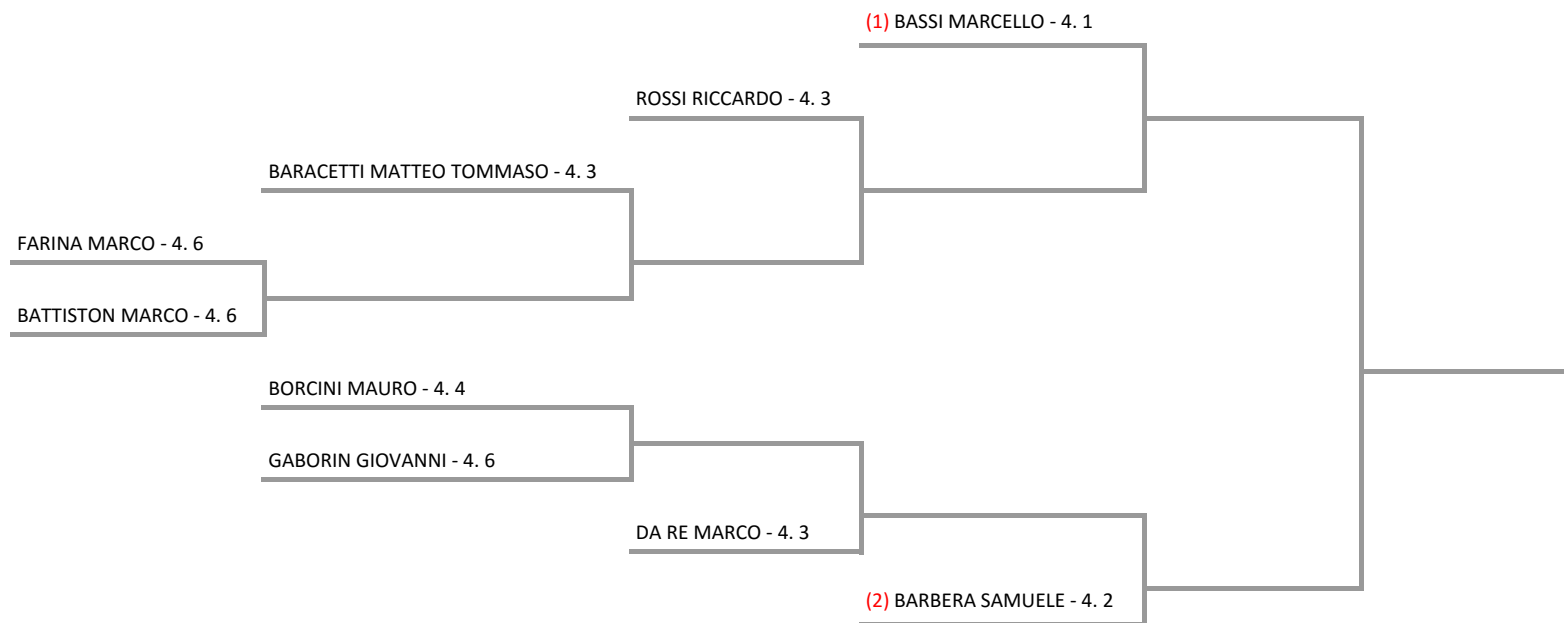 (1) BASSI MARCELLO - 4. 1
ROSSI RICCARDO - 4. 3
BARACETTI MATTEO TOMMASO - 4. 3
FARINA MARCO - 4. 6
BATTISTON MARCO - 4. 6
BORCINI MAURO - 4. 4
GABORIN GIOVANNI - 4. 6
DA RE MARCO - 4. 3
(2) BARBERA SAMUELE - 4. 2